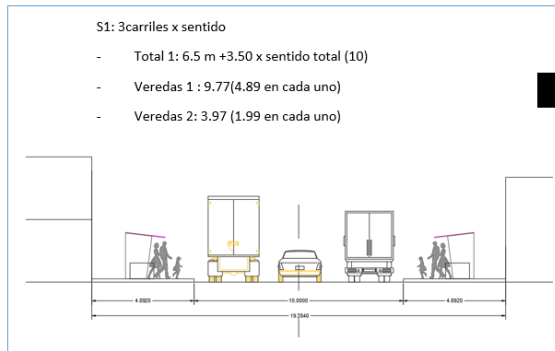 S1: 3carriles x sentido
- Total 1: 6.5 m +3.50 x sentido total (10)
- Veredas 1 : 9.77(4.89 en cada uno)
- Veredas 2: 3.97 (1.99 en cada uno)
4.8920 10.0000 4.8920
19.7840